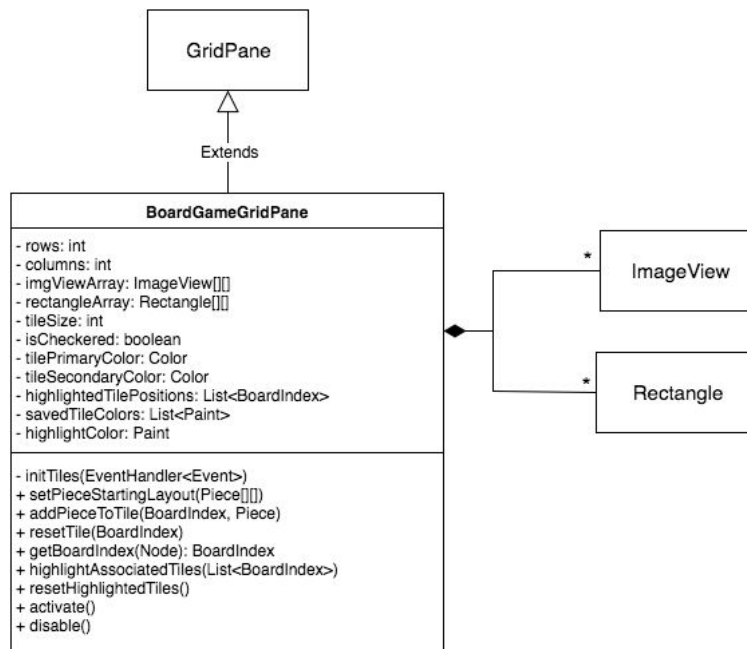 GridPane
Extends
BoardGameGridPane
- rows: int
- columns: int
- imgViewArray: ImageView[][]
- rectangleArray: Rectangle[][]
- tileSize: int
- isCheckered: boolean
- tilePrimaryColor: Color
- tileSecondaryColor: Color
- highlightedTilePositions: List<BoardIndex>
- savedTileColors: List<Paint>
- highlightColor: Paint
- initTiles(EventHandler<Event>)
+ setPieceStartingLayout(Piece[][])
+ addPieceToTile(BoardIndex, Piece)
+ resetTile(BoardIndex)
+ getBoardIndex(Node): BoardIndex
+ highlightAssociatedTiles(List<BoardIndex>)
+ resetHighlightedTiles()
+ activate()
+ disable()
*
ImageView
*
Rectangle